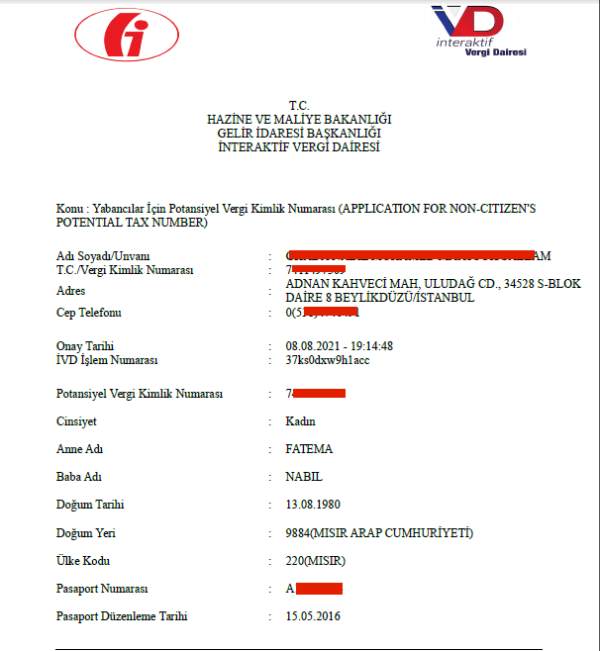 VD
interaktif
Vergi Dairesi
T.C.
HAZİNE VE MALİYE BAKANLIĞI
GELİR İDARESİ BAŞKANLIĞI
İNTERAKTİF VERGİ DAİRESİ
Konu : Yabancılar İçin Potansiyel Vergi Kimlik Numarası (APPLICATION FOR NON-CITIZEN'S
POTENTIAL TAX NUMBER)
Adı Soyadı/Unvanı : AM
T.C./Vergi Kimlik Numarası : 7
Adres : ADNAN KAHVECİ MAH, ULUDAĞ CD., 34528 S-BLOK
DAİRE 8 BEYLİKDÜZÜ/İSTANBUL
Cep Telefonu : 0(5
Onay Tarihi : 08.08.2021 - 19:14:48
İVD İşlem Numarası : 37ks0dxw9h1acc
Potansiyel Vergi Kimlik Numarası : 7
Cinsiyet : Kadın
Anne Adı : FATEMA
Baba Adı : NABIL
Doğum Tarihi : 13.08.1980
Doğum Yeri : 9884(MISIR ARAP CUMHURİYETİ)
Ülke Kodu : 220(MISIR)
Pasaport Numarası : A
Pasaport Düzenleme Tarihi : 15.05.2016